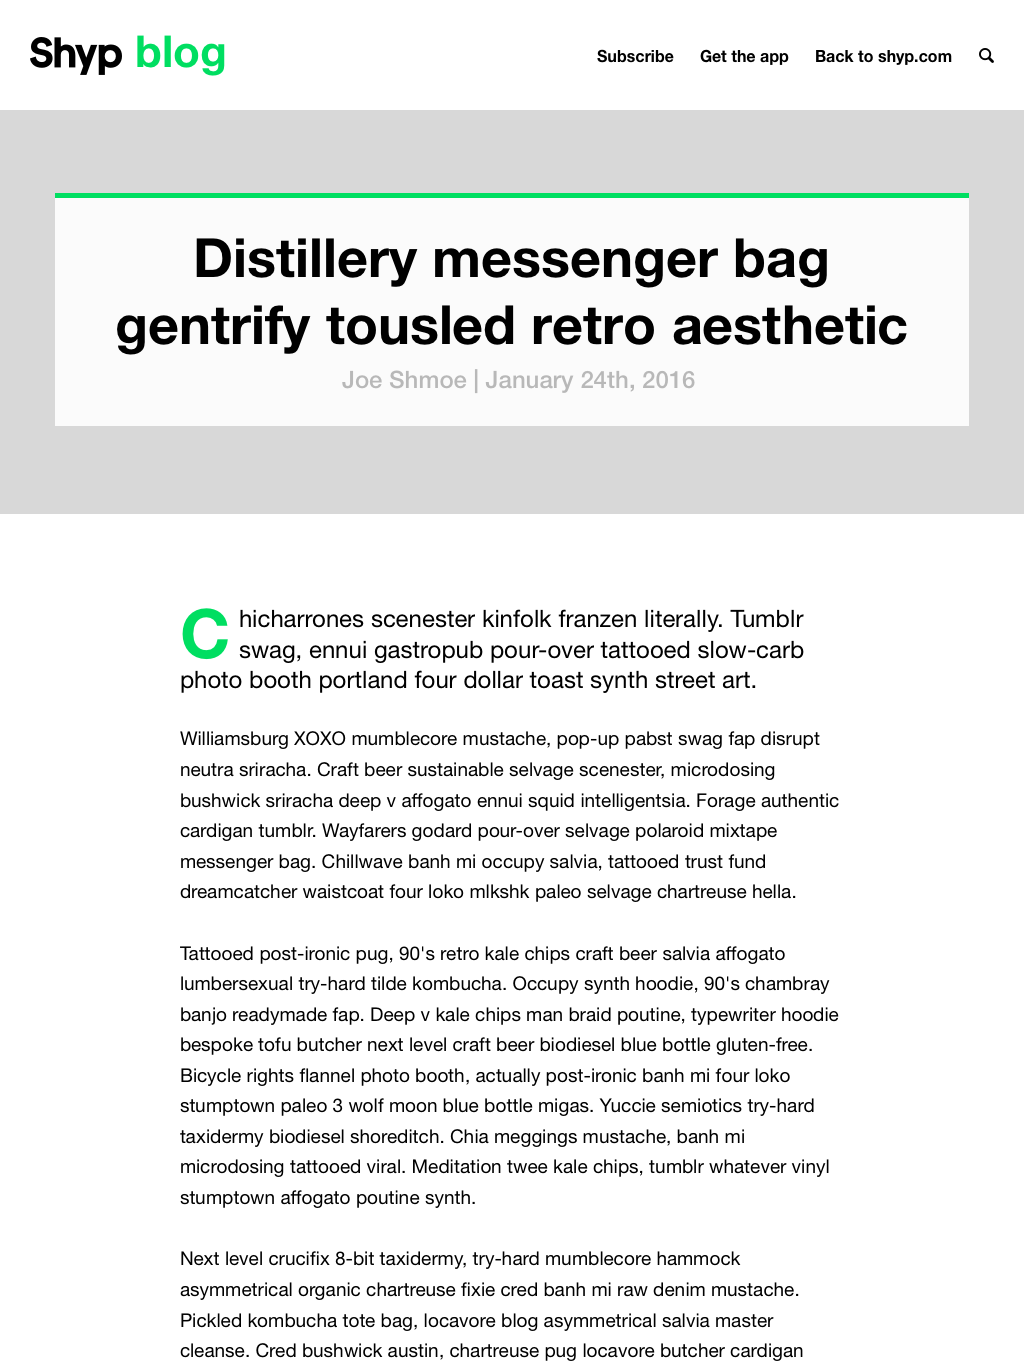 Shyp blog
Subscribe Get the app Back to shyp.com
Distillery messenger bag
gentrify tousled retro aesthetic
Joe Shmoe | January 24th, 2016
Chicharrones scenester kinfolk franzen literally. Tumblr
swag, ennui gastropub pour-over tattooed slow-carb
photo booth portland four dollar toast synth street art.
Williamsburg XOXO mumblecore mustache, pop-up pabst swag fap disrupt
neutra sriracha. Craft beer sustainable selvage scenester, microdosing
bushwick sriracha deep v affogato ennui squid intelligentsia. Forage authentic
cardigan tumblr. Wayfarers godard pour-over selvage polaroid mixtape
messenger bag. Chillwave banh mi occupy salvia, tattooed trust fund
dreamcatcher waistcoat four loko mlkshk paleo selvage chartreuse hella.
Tattooed post-ironic pug, 90's retro kale chips craft beer salvia affogato
lumbersexual try-hard tilde kombucha. Occupy synth hoodie, 90's chambray
banjo readymade fap. Deep v kale chips man braid poutine, typewriter hoodie
bespoke tofu butcher next level craft beer biodiesel blue bottle gluten-free.
Bicycle rights flannel photo booth, actually post-ironic banh mi four loko
stumptown paleo 3 wolf moon blue bottle migas. Yuccie semiotics try-hard
taxidermy biodiesel shoreditch. Chia meggings mustache, banh mi
microdosing tattooed viral. Meditation twee kale chips, tumblr whatever vinyl
stumptown affogato poutine synth.
Next level crucifix 8-bit taxidermy, try-hard mumblecore hammock
asymmetrical organic chartreuse fixie cred banh mi raw denim mustache.
Pickled kombucha tote bag, locavore blog asymmetrical salvia master
cleanse. Cred bushwick austin, chartreuse pug locavore butcher cardigan